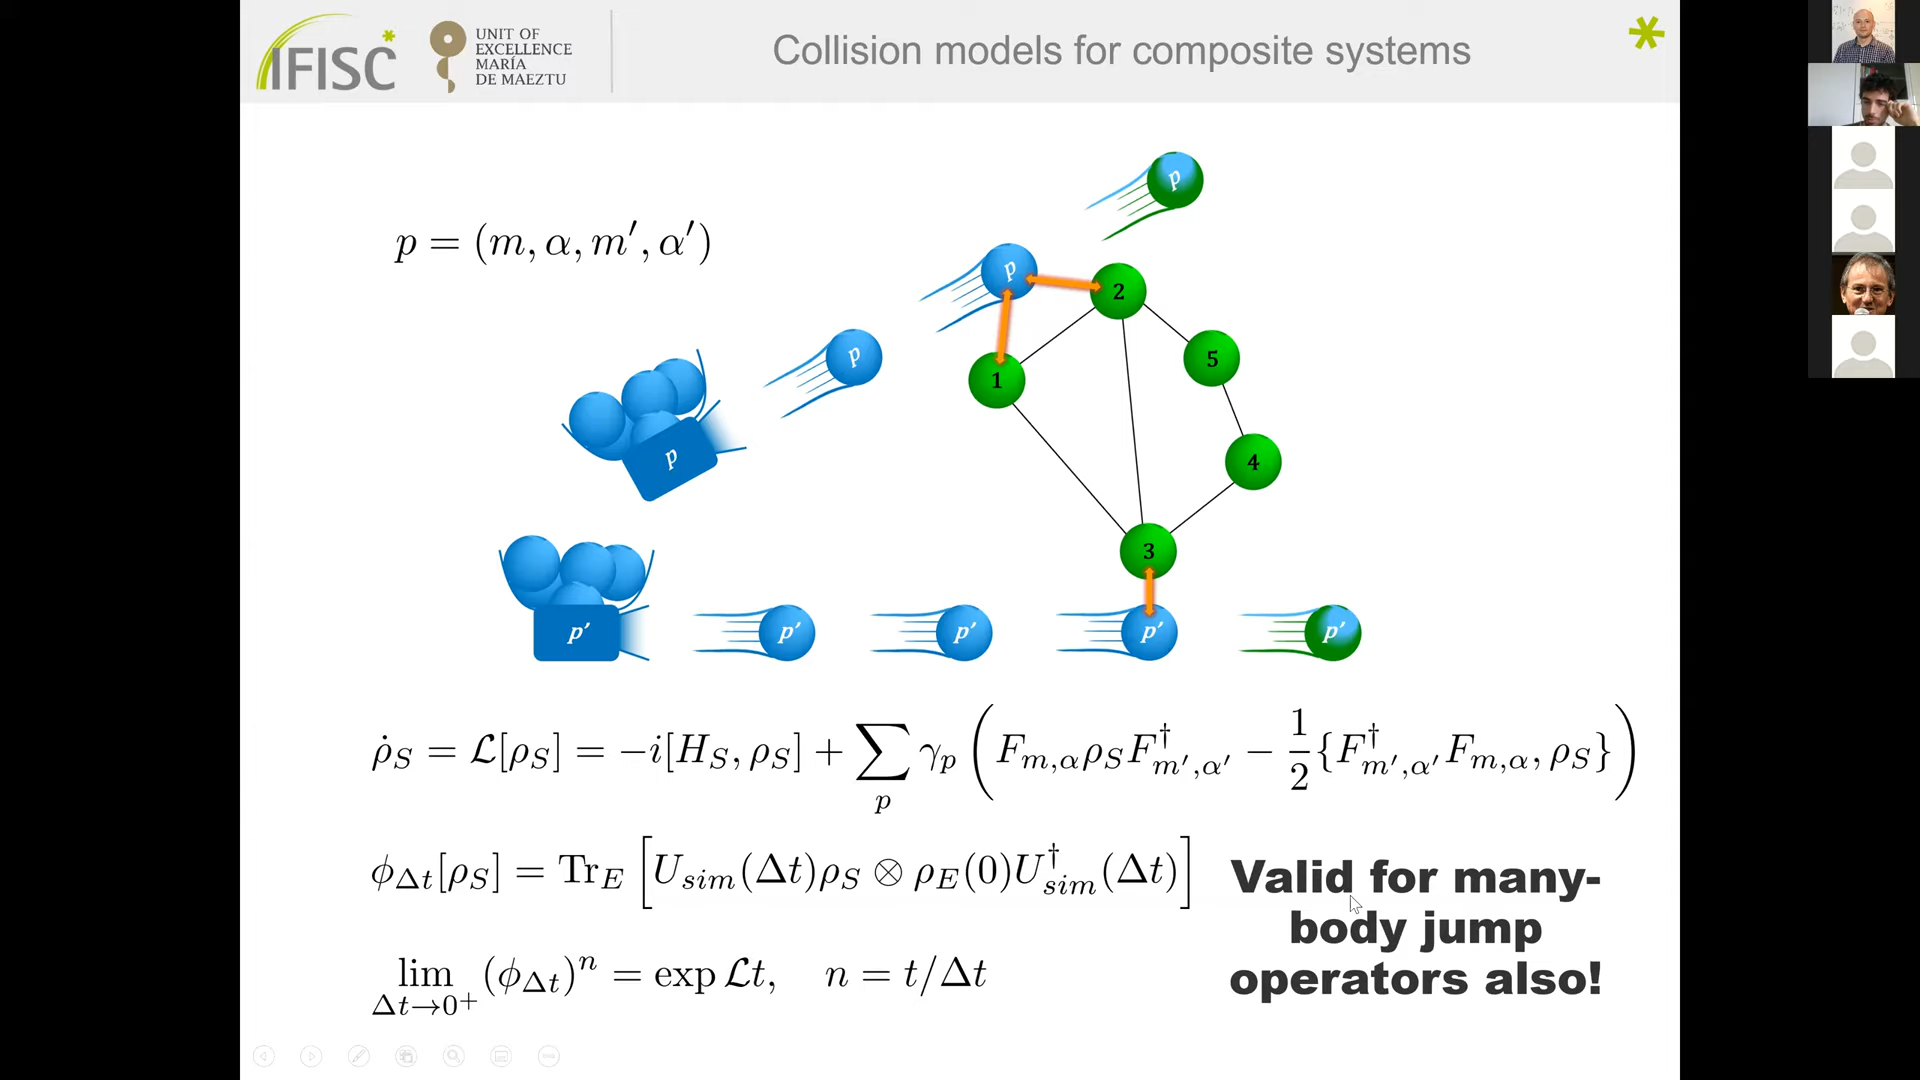 IFISC
UNIT OF
EXCELLENCE
MARÍA
DE MAEZTU
Collision models for composite systems
p = (m, α, m′, α′)
p
p
2
p
5
1
p
4
3
p′
p′
p′
p′
p′
ρ̇_S = ℒ[ρ_S] = −i[H_S, ρ_S] + ∑_p γ_p (F_{m,α} ρ_S F†_{m′,α′} − 1/2 {F†_{m′,α′} F_{m,α}, ρ_S})
ϕ_{Δt}[ρ_S] = Tr_E [U_{sim}(Δt)ρ_S ⊗ ρ_E(0)U†_{sim}(Δt)]
lim_{Δt→0⁺} (ϕ_{Δt})ⁿ = exp ℒt, n = t/Δt
Valid for many-
body jump
operators also!